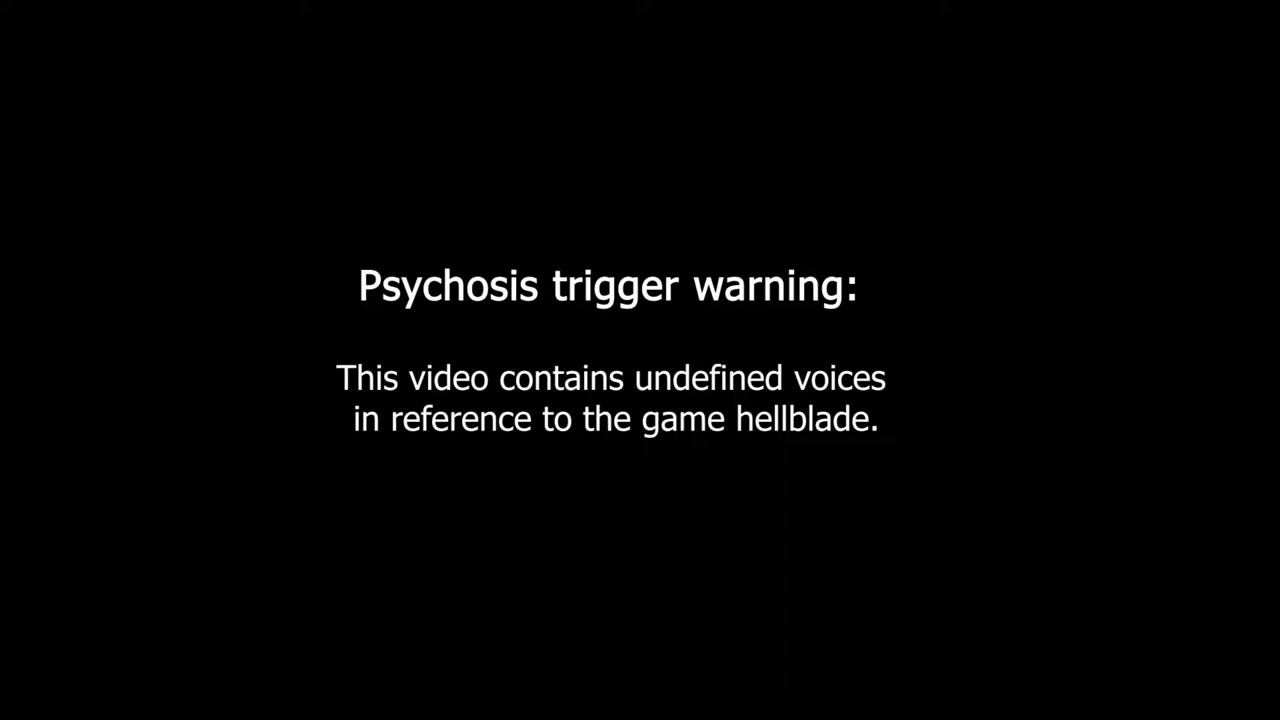 Psychosis trigger warning:
This video contains undefined voices
in reference to the game hellblade.